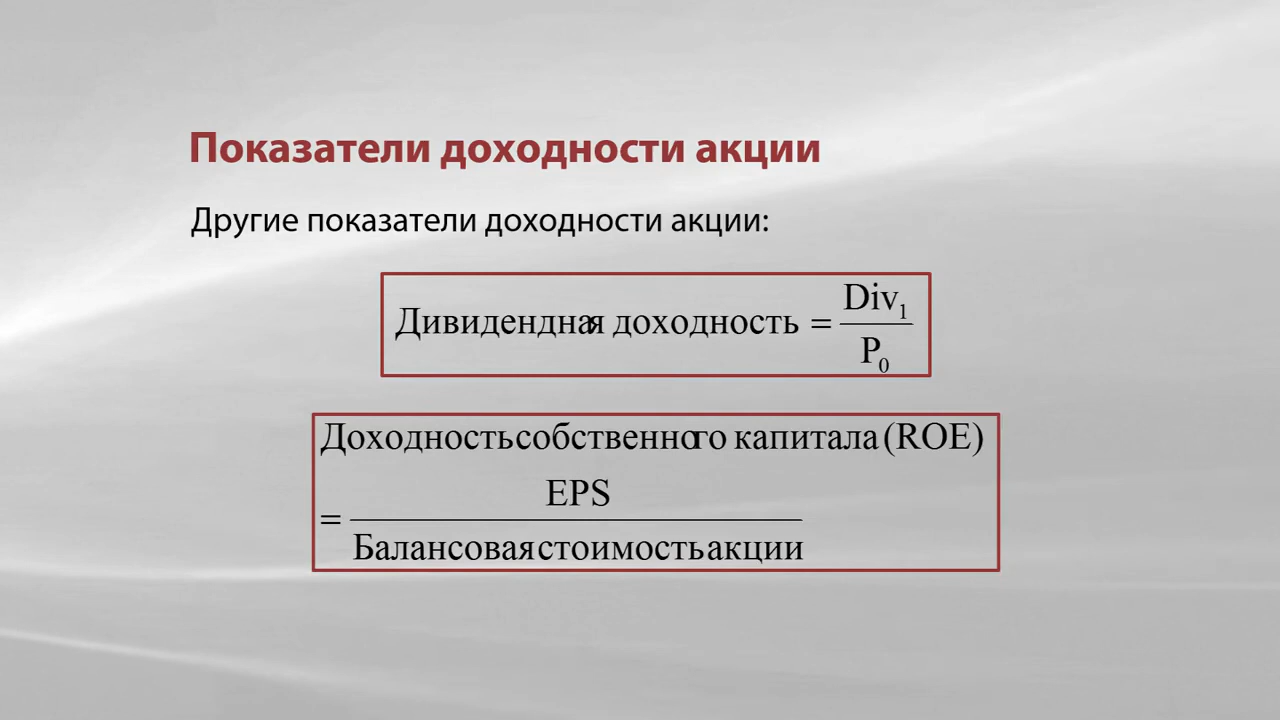 Показатели доходности акции
Другие показатели доходности акции:
Дивидендная доходность = Div₁ / P₀
Доходность собственного капитала (ROE)
= EPS / Балансовая стоимость акции